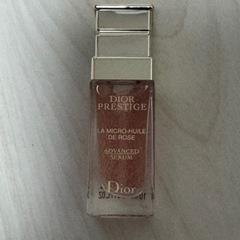 DIOR
PRESTIGE
LA MICRO-HUILE
DE ROSE
ADVANCED
SERUM
Dior